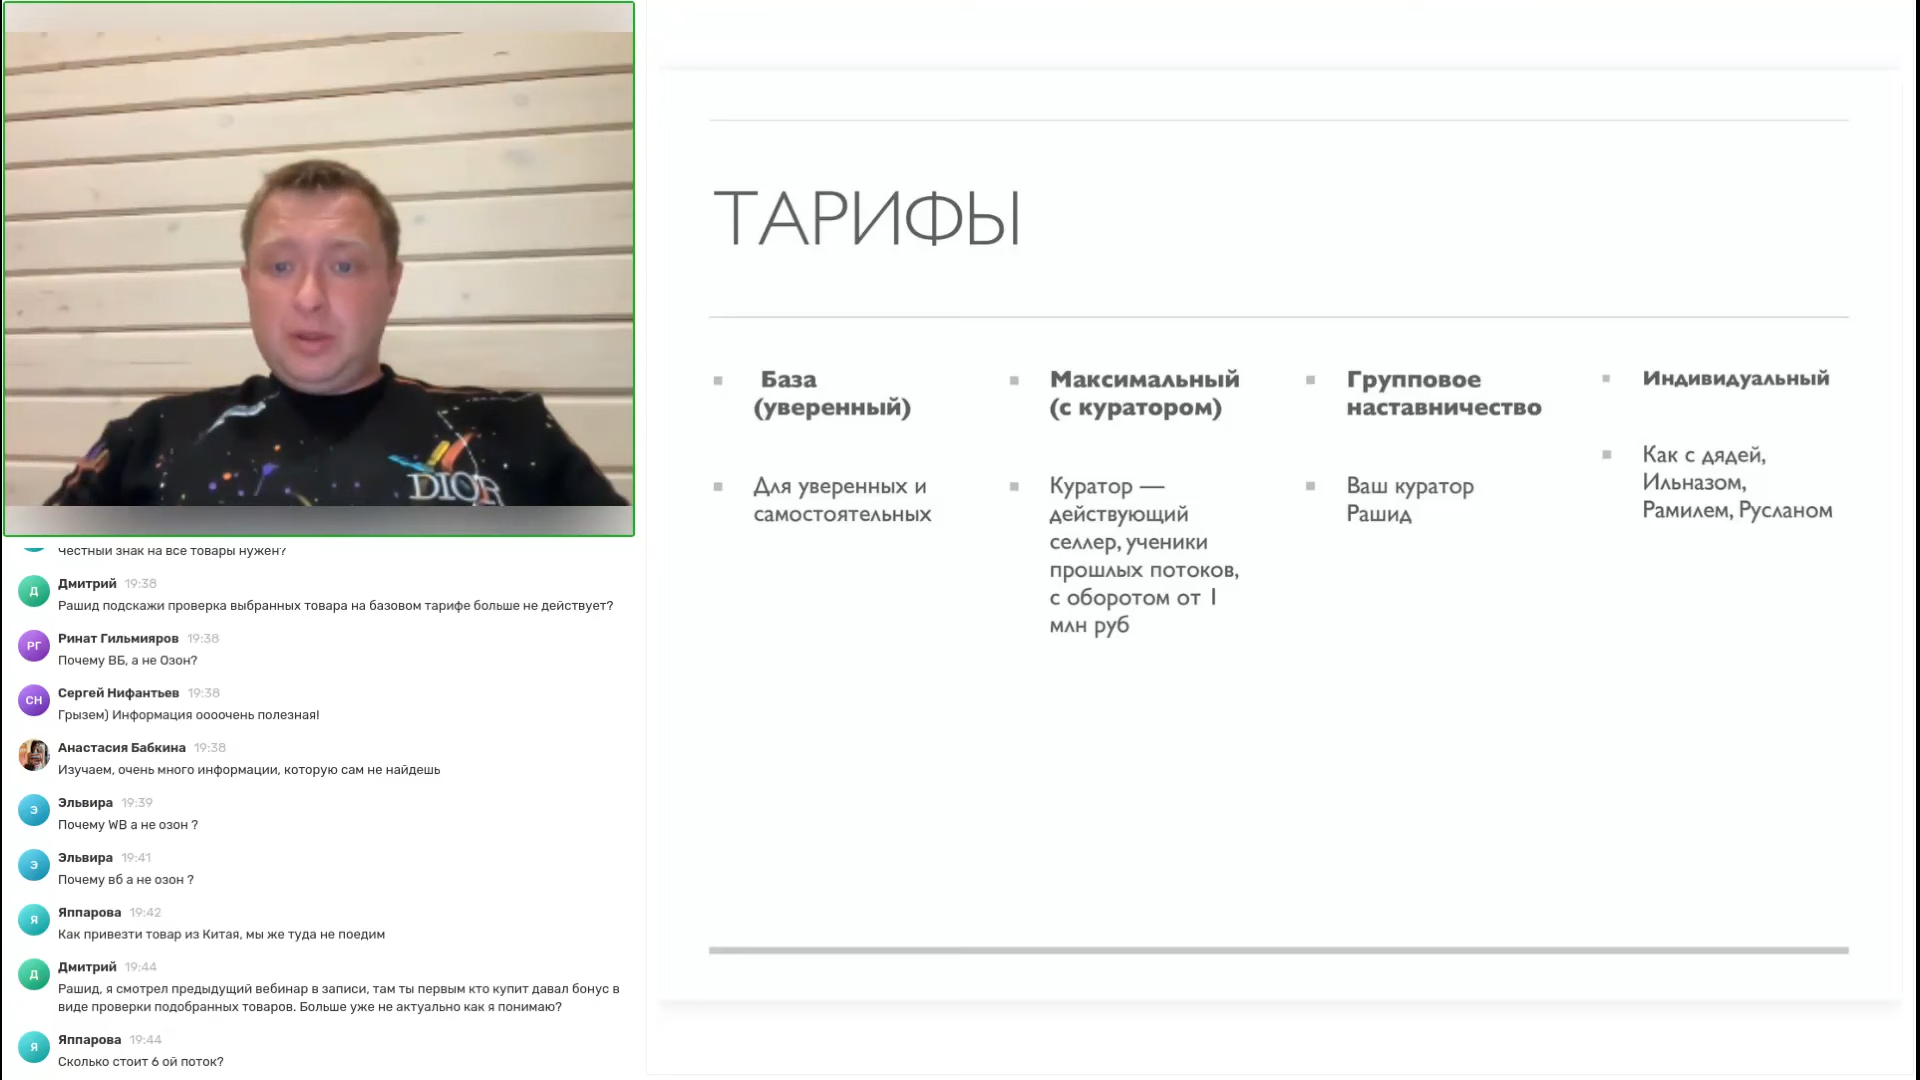 DIOR
Честный знак на все товары нужен?
Д
Дмитрий 19:38
Рашид подскажи проверка выбранных товара на базовом тарифе больше не действует?
РГ
Ринат Гильмияров 19:38
Почему ВБ, а не Озон?
СН
Сергей Нифантьев 19:38
Грызем) Информация оооочень полезная!
Анастасия Бабкина 19:38
Изучаем, очень много информации, которую сам не найдешь
Э
Эльвира 19:39
Почему WB а не озон ?
Э
Эльвира 19:41
Почему вб а не озон ?
Я
Яппарова 19:42
Как привезти товар из Китая, мы же туда не поедим
Д
Дмитрий 19:44
Рашид, я смотрел предыдущий вебинар в записи, там ты первым кто купит давал бонус в
виде проверки подобранных товаров. Больше уже не актуально как я понимаю?
Я
Яппарова 19:44
Сколько стоит 6 ой поток?
ТАРИФЫ
База
(уверенный)
Для уверенных и
самостоятельных
Максимальный
(с куратором)
Куратор —
действующий
селлер, ученики
прошлых потоков,
с оборотом от 1
млн руб
Групповое
наставничество
Ваш куратор
Рашид
Индивидуальный
Как с дядей,
Ильназом,
Рамилем, Русланом